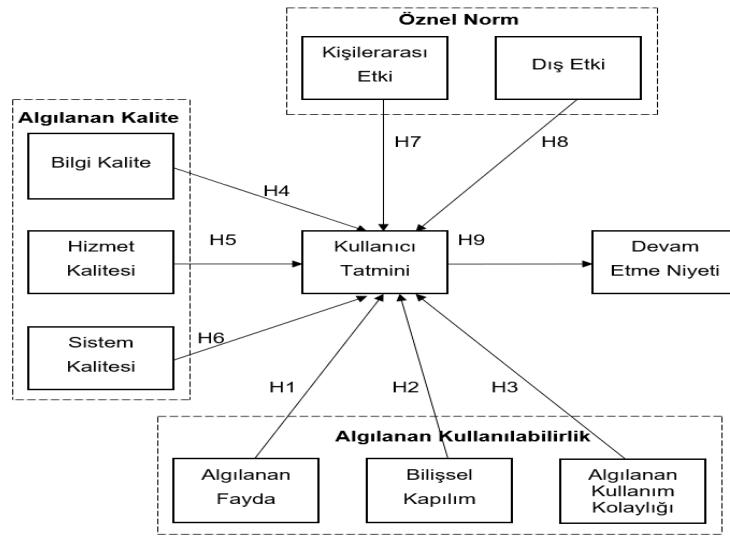 Öznel Norm
Kişilerarası
Etki
Dış Etki
Algılanan Kalite
H7
H8
Bilgi Kalite
H4
Hizmet
Kalitesi
H5
Kullanıcı
Tatmini
H9
Devam
Etme Niyeti
Sistem
Kalitesi
H6
H1
H2
H3
Algılanan Kullanılabilirlik
Algılanan
Fayda
Bilişsel
Kapılım
Algılanan
Kullanım
Kolaylığı